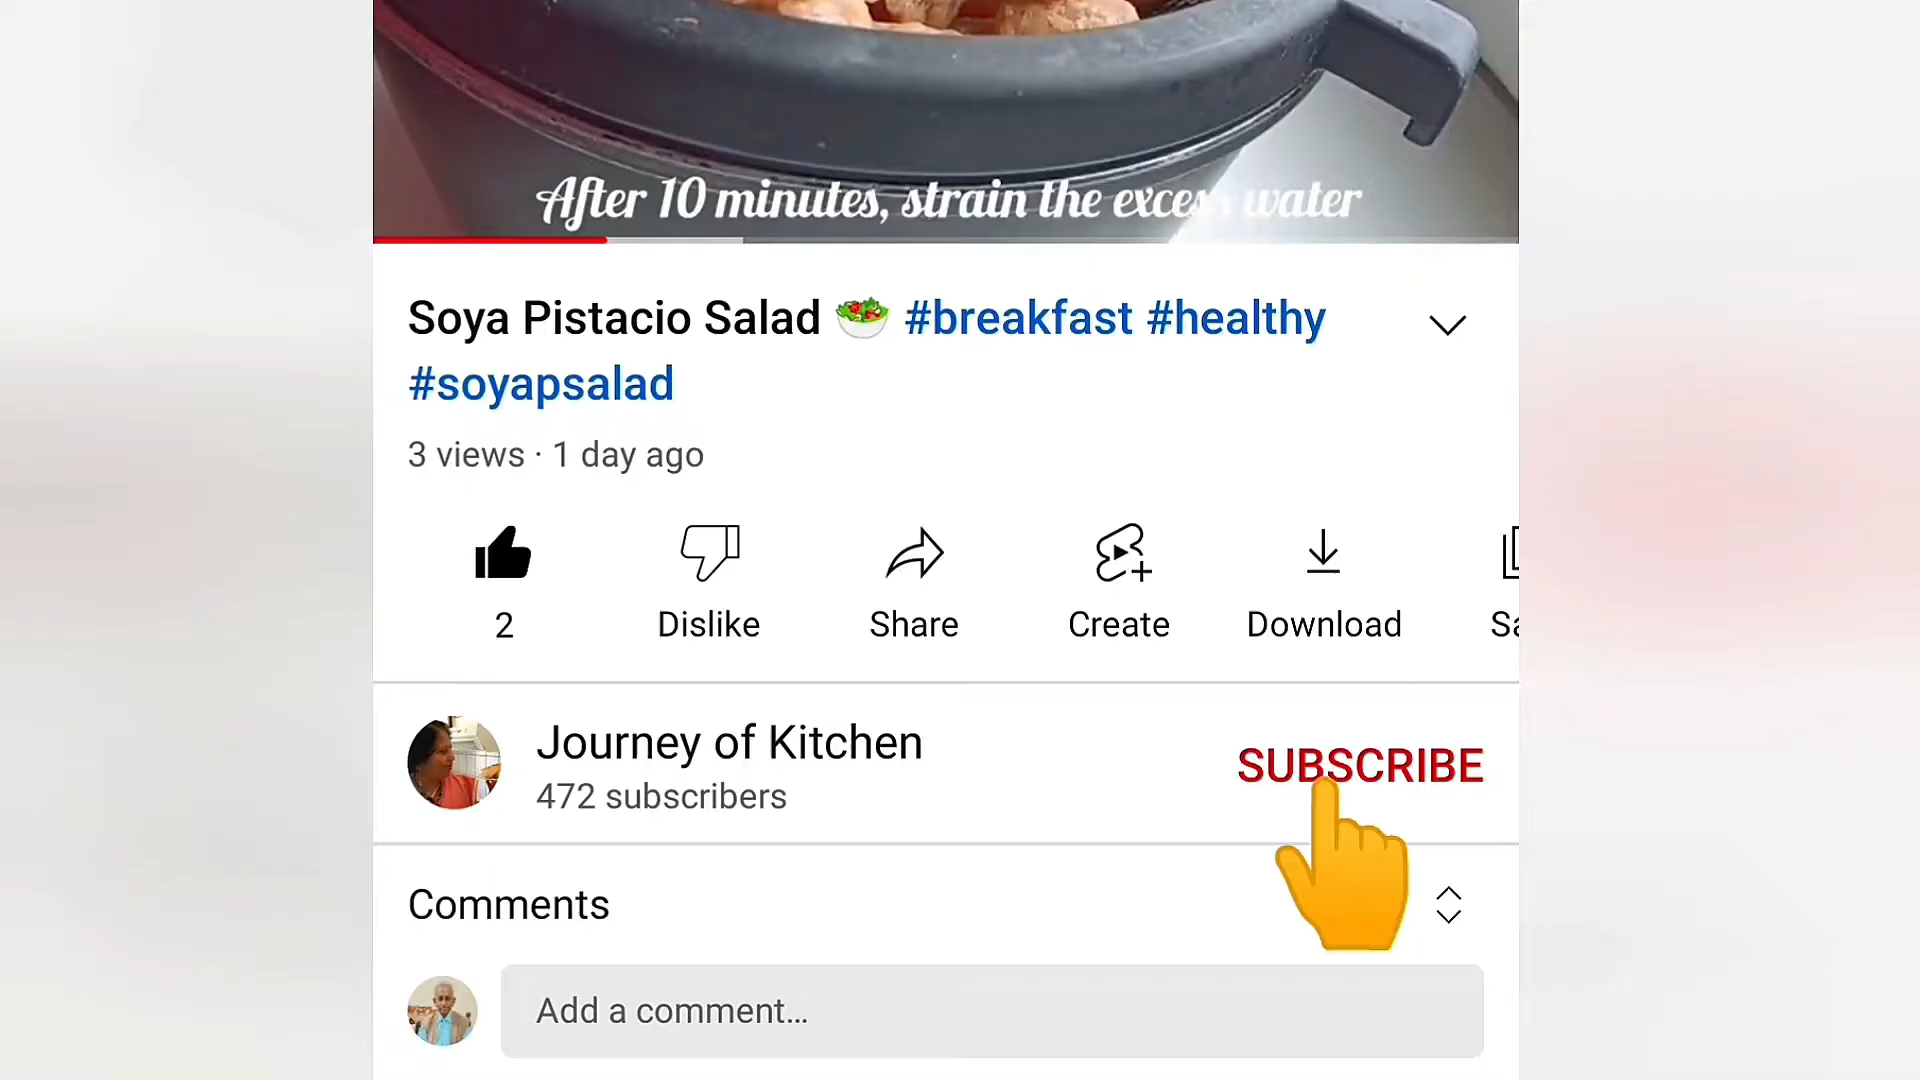 After 10 minutes, strain the excess water
Soya Pistacio Salad 🥗 #breakfast #healthy
#soyapsalad
3 views · 1 day ago
2
Dislike
Share
Create
Download
Journey of Kitchen
472 subscribers
SUBSCRIBE
Comments
Add a comment...